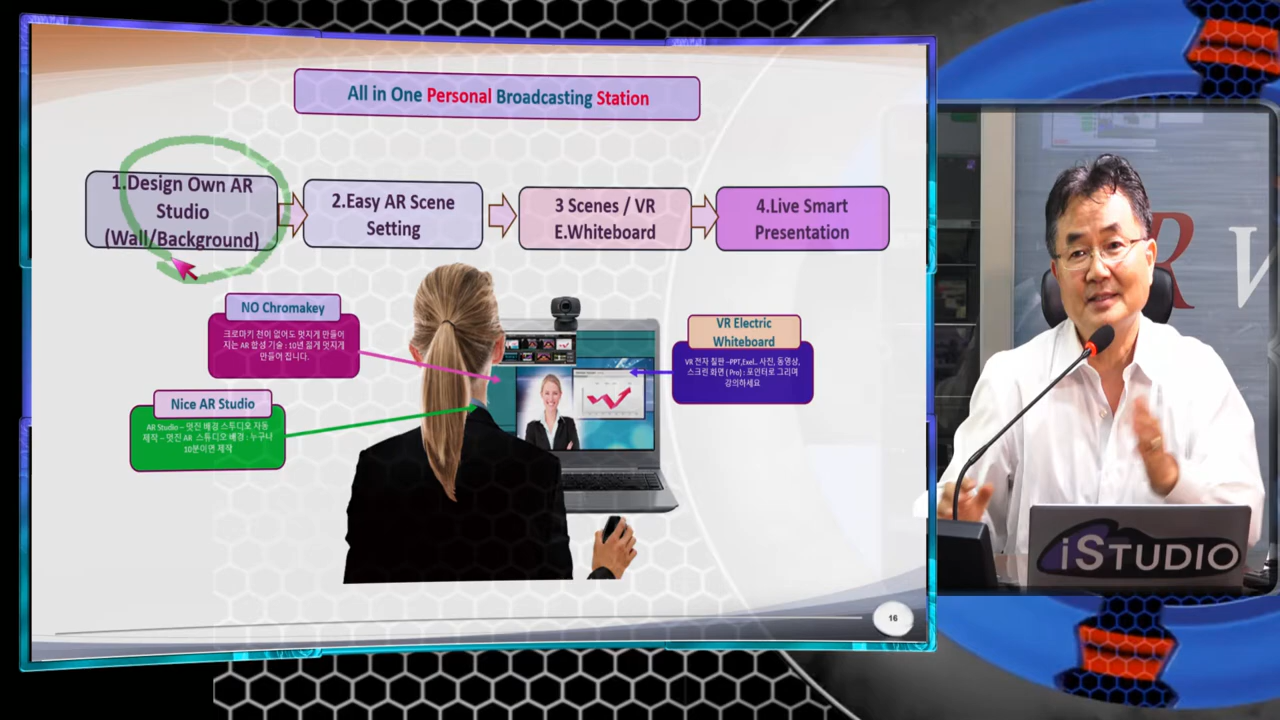 All in One Personal Broadcasting Station
1.Design Own AR
Studio
(Wall/Background)
2.Easy AR Scene
Setting
3 Scenes / VR
E.Whiteboard
4.Live Smart
Presentation
NO Chromakey
크로마키 천이 없어도 멋지게 만들어
지는 AR 합성 기술 : 10년 젊게 멋지게
만들어 집니다.
Nice AR Studio
AR Studio – 멋진 배경 스투디오 자동
제작 – 멋진 AR 스튜디오 배경 : 누구나
10분이면 제작
VR Electric
Whiteboard
VR 전자 칠판 –PPT,Exel.. 사진, 동영상,
스크린 화면 ( Pro) : 포인터로 그리며
강의하세요
16
R
iSTUDIO